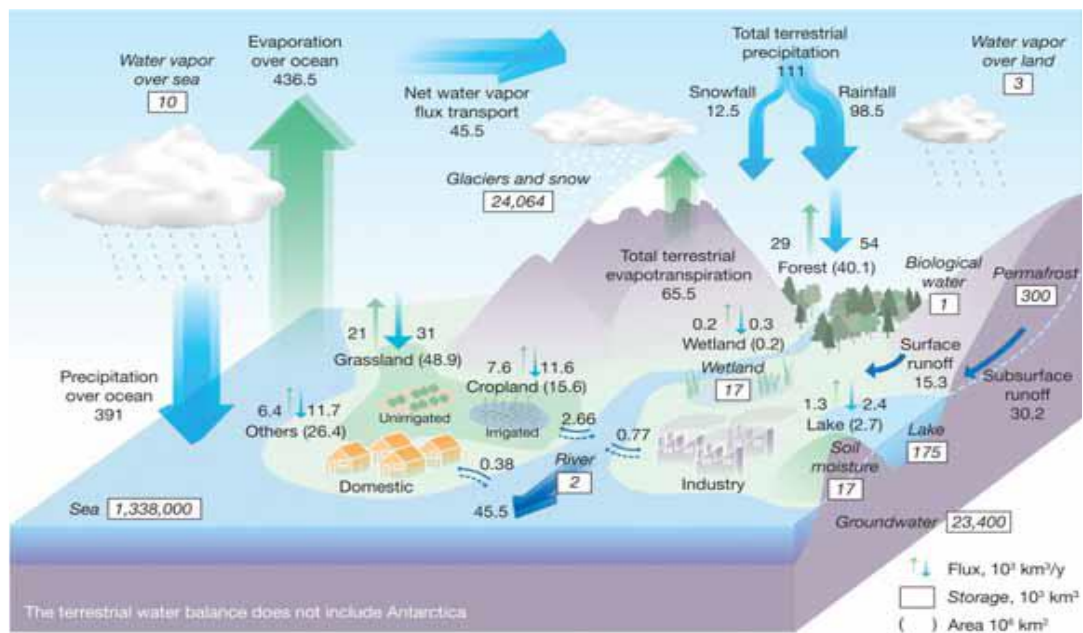 Water vapor
over sea
10
Evaporation
over ocean
436.5
Net water vapor
flux transport
45.5
Total terrestrial
precipitation
111
Snowfall
12.5
Rainfall
98.5
Water vapor
over land
3
Glaciers and snow
24,064
Total terrestrial
evapotranspiration
65.5
29
54
Forest (40.1)
Biological
water
1
Permafrost
300
21
31
Grassland (48.9)
0.2
0.3
Wetland (0.2)
Wetland
17
Surface
runoff
15.3
Subsurface
runoff
30.2
Precipitation
over ocean
391
7.6
11.6
Cropland (15.6)
Unirrigated
Irrigated
6.4
11.7
Others (26.4)
1.3
2.4
Lake (2.7)
Lake
175
2.66
0.77
0.38
Domestic
River
2
Industry
Soil
moisture
17
45.5
Sea 1,338,000
Groundwater 23,400
Flux, 10³ km³/y
Storage, 10³ km³
The terrestrial water balance does not include Antarctica
( ) Area 10⁶ km²